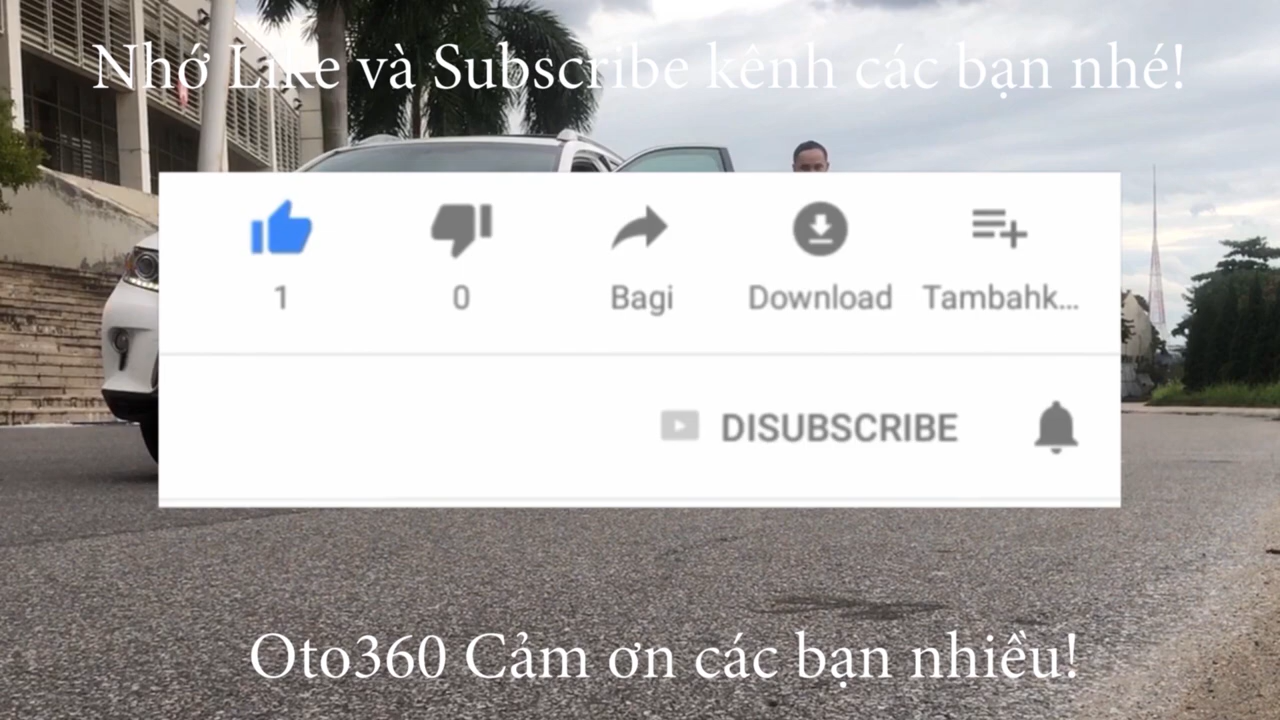 Nhớ Like và Subscribe kênh các bạn nhé!
1 0 Bagi Download Tambahk...
DISUBSCRIBE
Oto360 Cảm ơn các bạn nhiều!